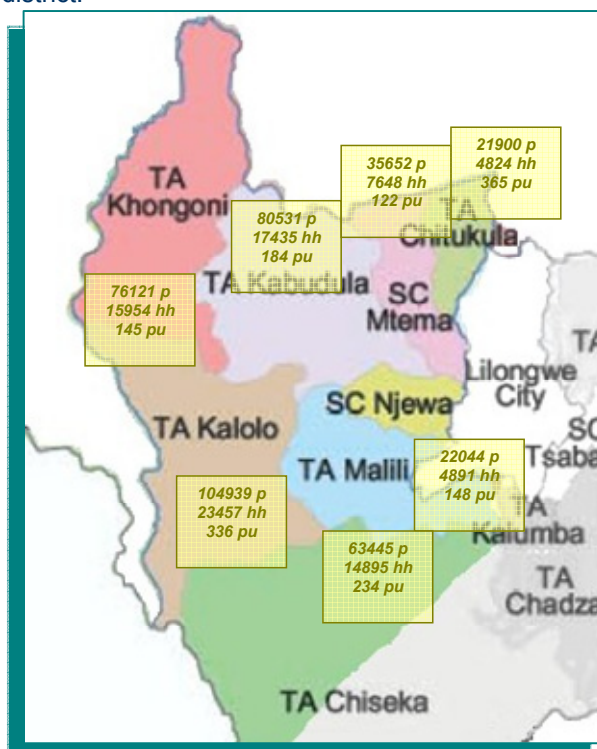 district.
21900 p
4824 hh
365 pu
35652 p
7648 hh
122 pu
TA
Khongoni
80531 p
17435 hh
184 pu
TA
Chitukula
TA Kabudula
76121 p
15954 hh
145 pu
SC
Mtema
TA
Lilongwe
City
SC Njewa
TA Kalolo
SC
Tsaba
TA Malili
22044 p
4891 hh
148 pu
104939 p
23457 hh
336 pu
TA
Kalumba
63445 p
14895 hh
234 pu
TA
Chadza
TA Chiseka